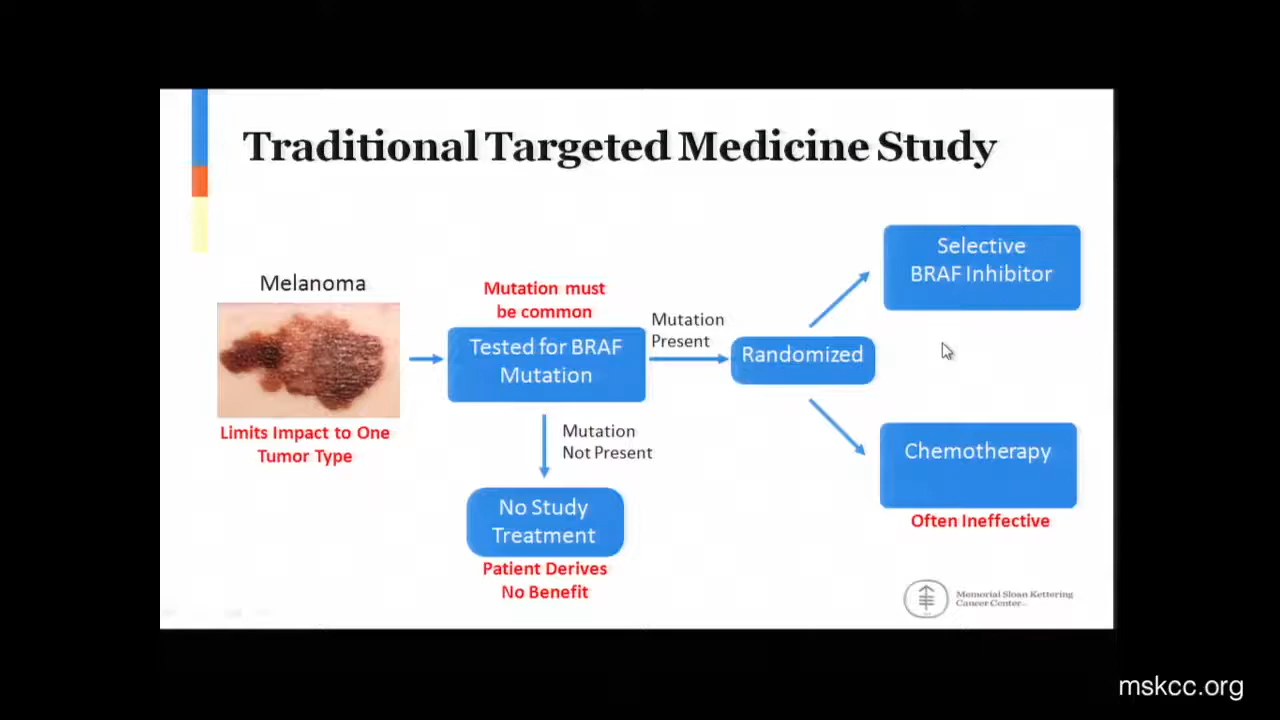 Traditional Targeted Medicine Study
Melanoma
Limits Impact to One
Tumor Type
Mutation must
be common
Tested for BRAF
Mutation
Mutation
Present
Mutation
Not Present
No Study
Treatment
Patient Derives
No Benefit
Randomized
Selective
BRAF Inhibitor
Chemotherapy
Often Ineffective
Memorial Sloan Kettering
Cancer Center
mskcc.org